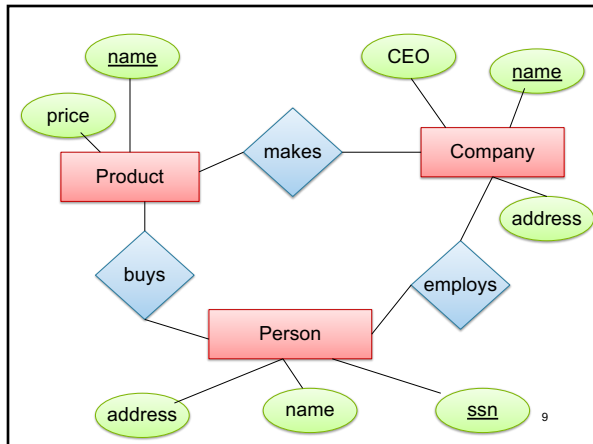 name
CEO
name
price
makes
Company
Product
address
buys
employs
Person
address
name
ssn
9